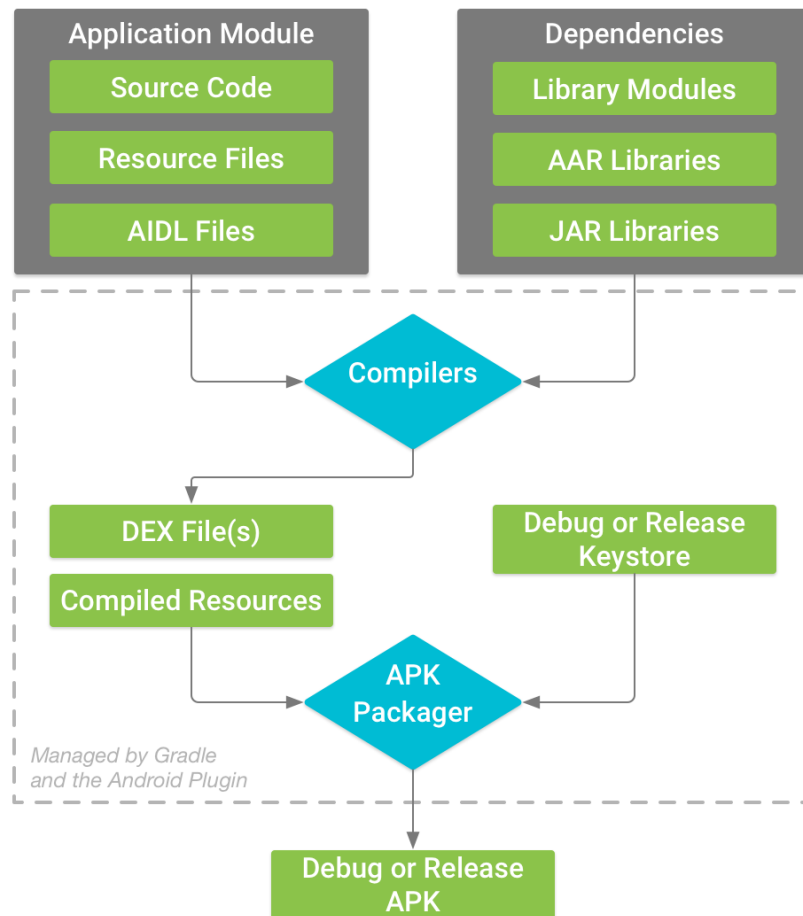 Application Module
Source Code
Resource Files
AIDL Files
Dependencies
Library Modules
AAR Libraries
JAR Libraries
Compilers
DEX File(s)
Compiled Resources
Debug or Release
Keystore
APK
Packager
Managed by Gradle
and the Android Plugin
Debug or Release
APK